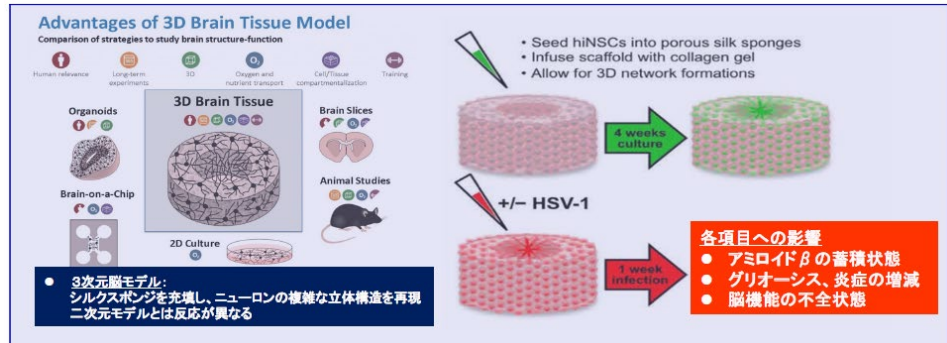 Advantages of 3D Brain Tissue Model
Comparison of strategies to study brain structure-function
Human relevance
Long-term experiments
3D
Oxygen and nutrient transport
Cell/Tissue compartmentalization
Training
O₂
Organoids
3D Brain Tissue
O₂
Brain Slices
O₂
Brain-on-a-Chip
O₂
Animal Studies
O₂
2D Culture
O₂
● 3次元脳モデル:
シルクスポンジを充填し、ニューロンの複雑な立体構造を再現
二次元モデルとは反応が異なる
• Seed hiNSCs into porous silk sponges
• Infuse scaffold with collagen gel
• Allow for 3D network formations
4 weeks
culture
+/− HSV-1
1 week
infection
各項目への影響
● アミロイドβの蓄積状態
● グリオーシス、炎症の増減
● 脳機能の不全状態